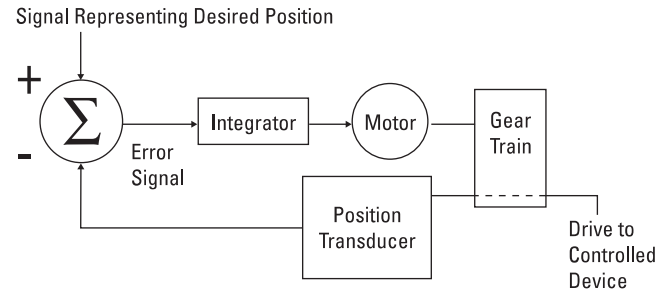 Signal Representing Desired Position
+
Σ
-
Error
Signal
Integrator
Motor
Gear
Train
Position
Transducer
Drive to
Controlled
Device